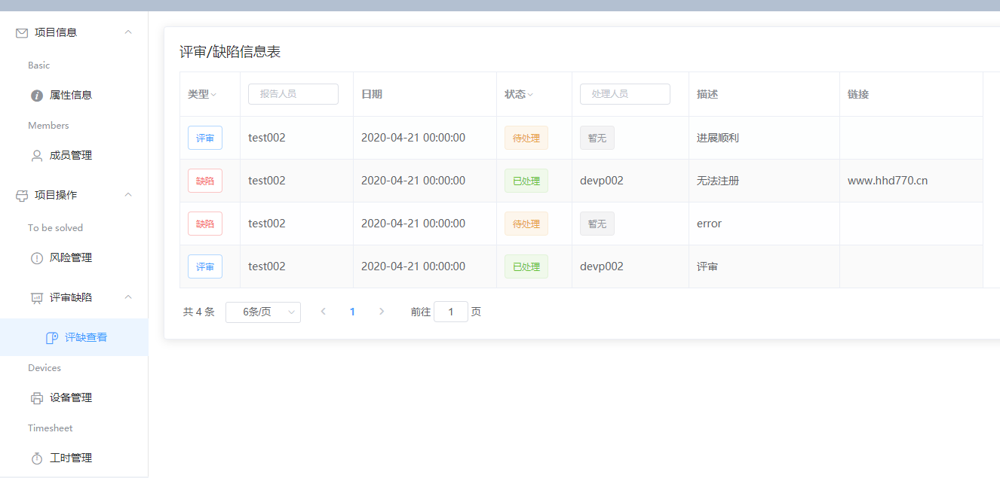 项目信息
Basic
属性信息
Members
成员管理
项目操作
To be solved
风险管理
评审缺陷
评缺查看
Devices
设备管理
Timesheet
工时管理
评审/缺陷信息表
类型 报告人员 日期 状态 处理人员 描述 链接
评审 test002 2020-04-21 00:00:00 待处理 暂无 进展顺利
缺陷 test002 2020-04-21 00:00:00 已处理 devp002 无法注册 www.hhd770.cn
缺陷 test002 2020-04-21 00:00:00 待处理 暂无 error
评审 test002 2020-04-21 00:00:00 已处理 devp002 评审
共 4 条 6条/页 1 前往 1 页